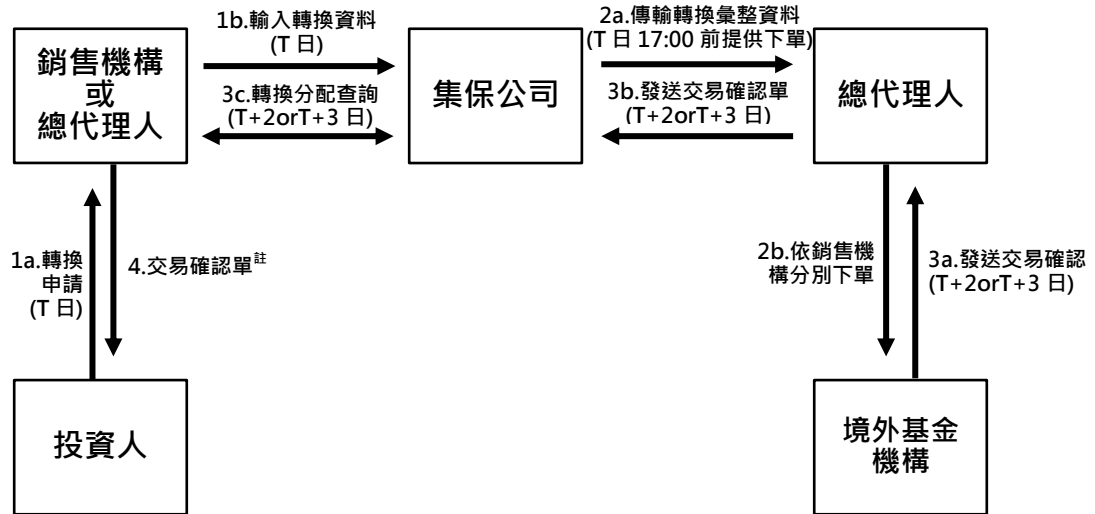 1b.輸入轉換資料
(T 日)
2a.傳輸轉換彙整資料
(T 日 17:00 前提供下單)
銷售機構
或
總代理人
集保公司
總代理人
3c.轉換分配查詢
(T+2orT+3 日)
3b.發送交易確認單
(T+2orT+3 日)
1a.轉換
申請
(T 日)
4.交易確認單註
2b.依銷售機
構分別下單
3a.發送交易確認
(T+2orT+3 日)
投資人
境外基金
機構